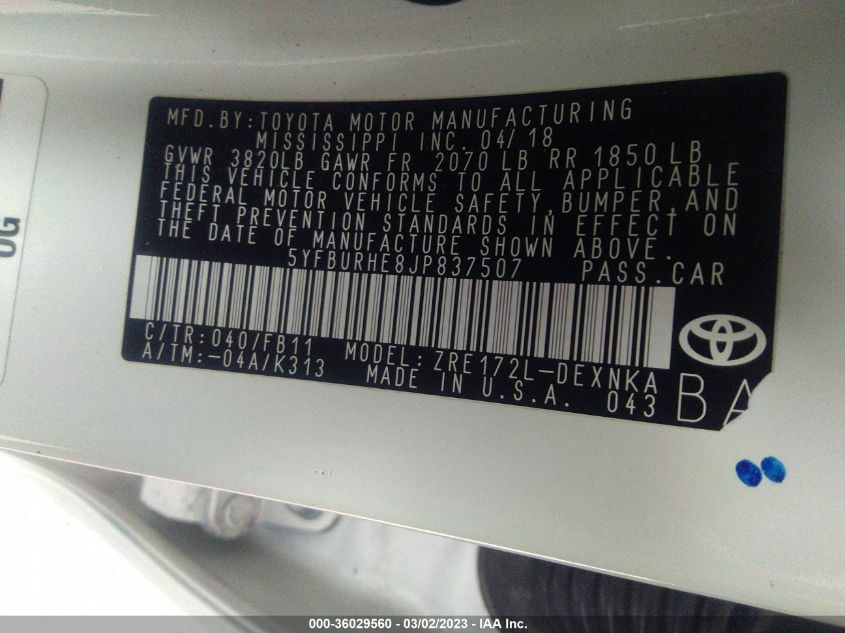 MFD. BY: TOYOTA MOTOR MANUFACTURING
MISSISSIPPI INC. 04/18
GVWR 3820LB GAWR FR 2070 LB RR 1850 LB
THIS VEHICLE CONFORMS TO ALL APPLICABLE
FEDERAL MOTOR VEHICLE SAFETY, BUMPER, AND
THEFT PREVENTION STANDARDS IN EFFECT ON
THE DATE OF MANUFACTURE SHOWN ABOVE.
5YFBURHE8JP837507 PASS. CAR
C/TR: 040/FB11 MODEL: ZRE172L-DEXNKA
A/TM: -04A/K313 MADE IN U.S.A. 043
BA
OG
000-36029560 - 03/02/2023 - IAA Inc.